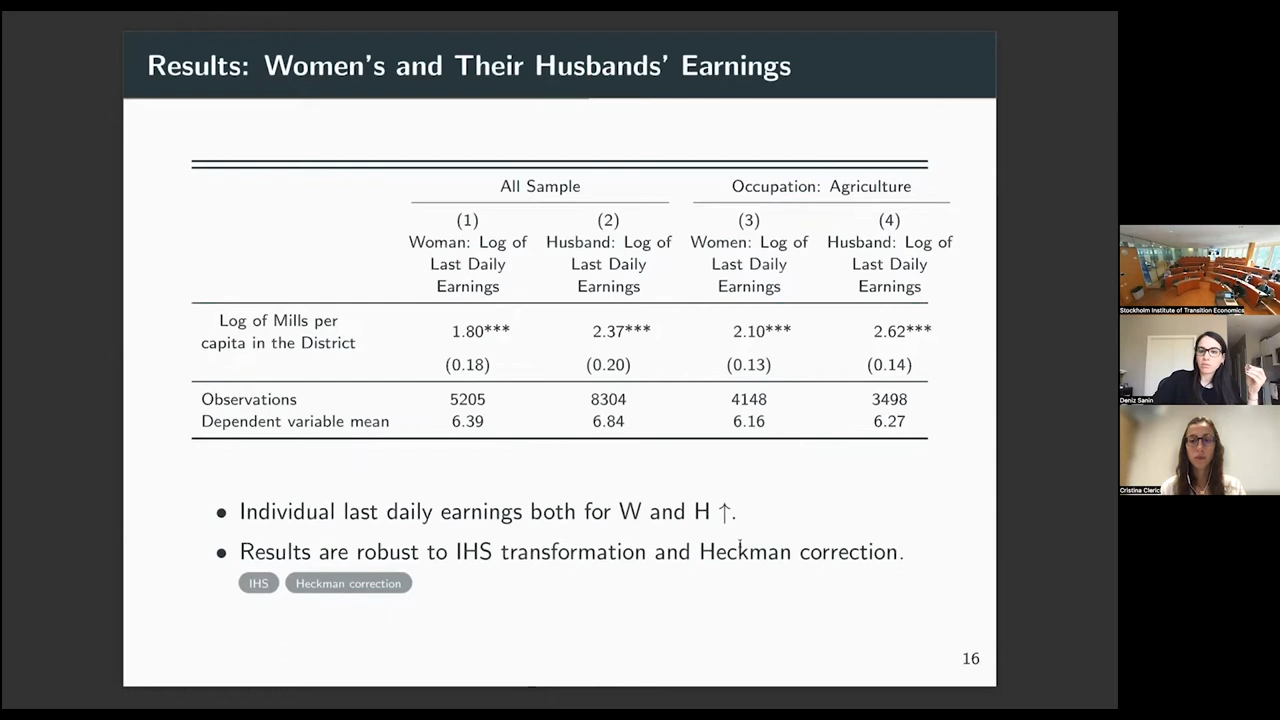 Results: Women's and Their Husbands' Earnings
All Sample Occupation: Agriculture
(1) (2) (3) (4)
Woman: Log of Husband: Log of Women: Log of Husband: Log of
Last Daily Last Daily Last Daily Last Daily
Earnings Earnings Earnings Earnings
Log of Mills per
capita in the District
1.80*** 2.37*** 2.10*** 2.62***
(0.18) (0.20) (0.13) (0.14)
Observations 5205 8304 4148 3498
Dependent variable mean 6.39 6.84 6.16 6.27
• Individual last daily earnings both for W and H ↑.
• Results are robust to IHS transformation and Heckman correction.
IHS Heckman correction
16
Stockholm Institute of Transition Economics
Deniz Sanin
Cristina Clerici